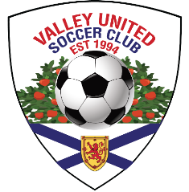 VALLEY UNITED
SOCCER CLUB
EST 1994